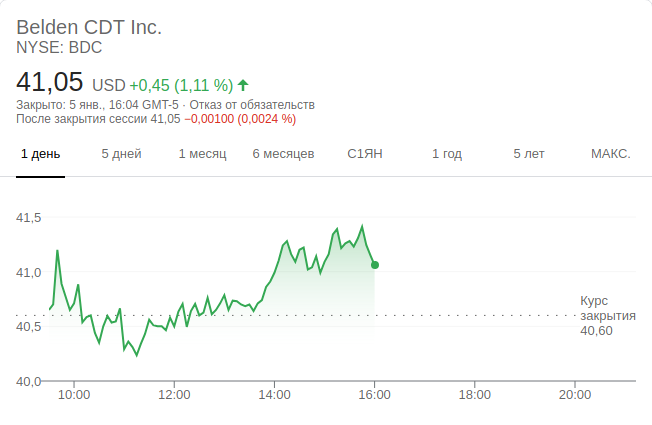 Belden CDT Inc.
NYSE: BDC
41,05 USD +0,45 (1,11 %)
Закрыто: 5 янв., 16:04 GMT-5 · Отказ от обязательств
После закрытия сессии 41,05 −0,00100 (0,0024 %)
1 день 5 дней 1 месяц 6 месяцев С1ЯН 1 год 5 лет МАКС.
41,5
41,0
Курс
закрытия
40,60
40,5
40,0
10:00 12:00 14:00 16:00 18:00 20:00